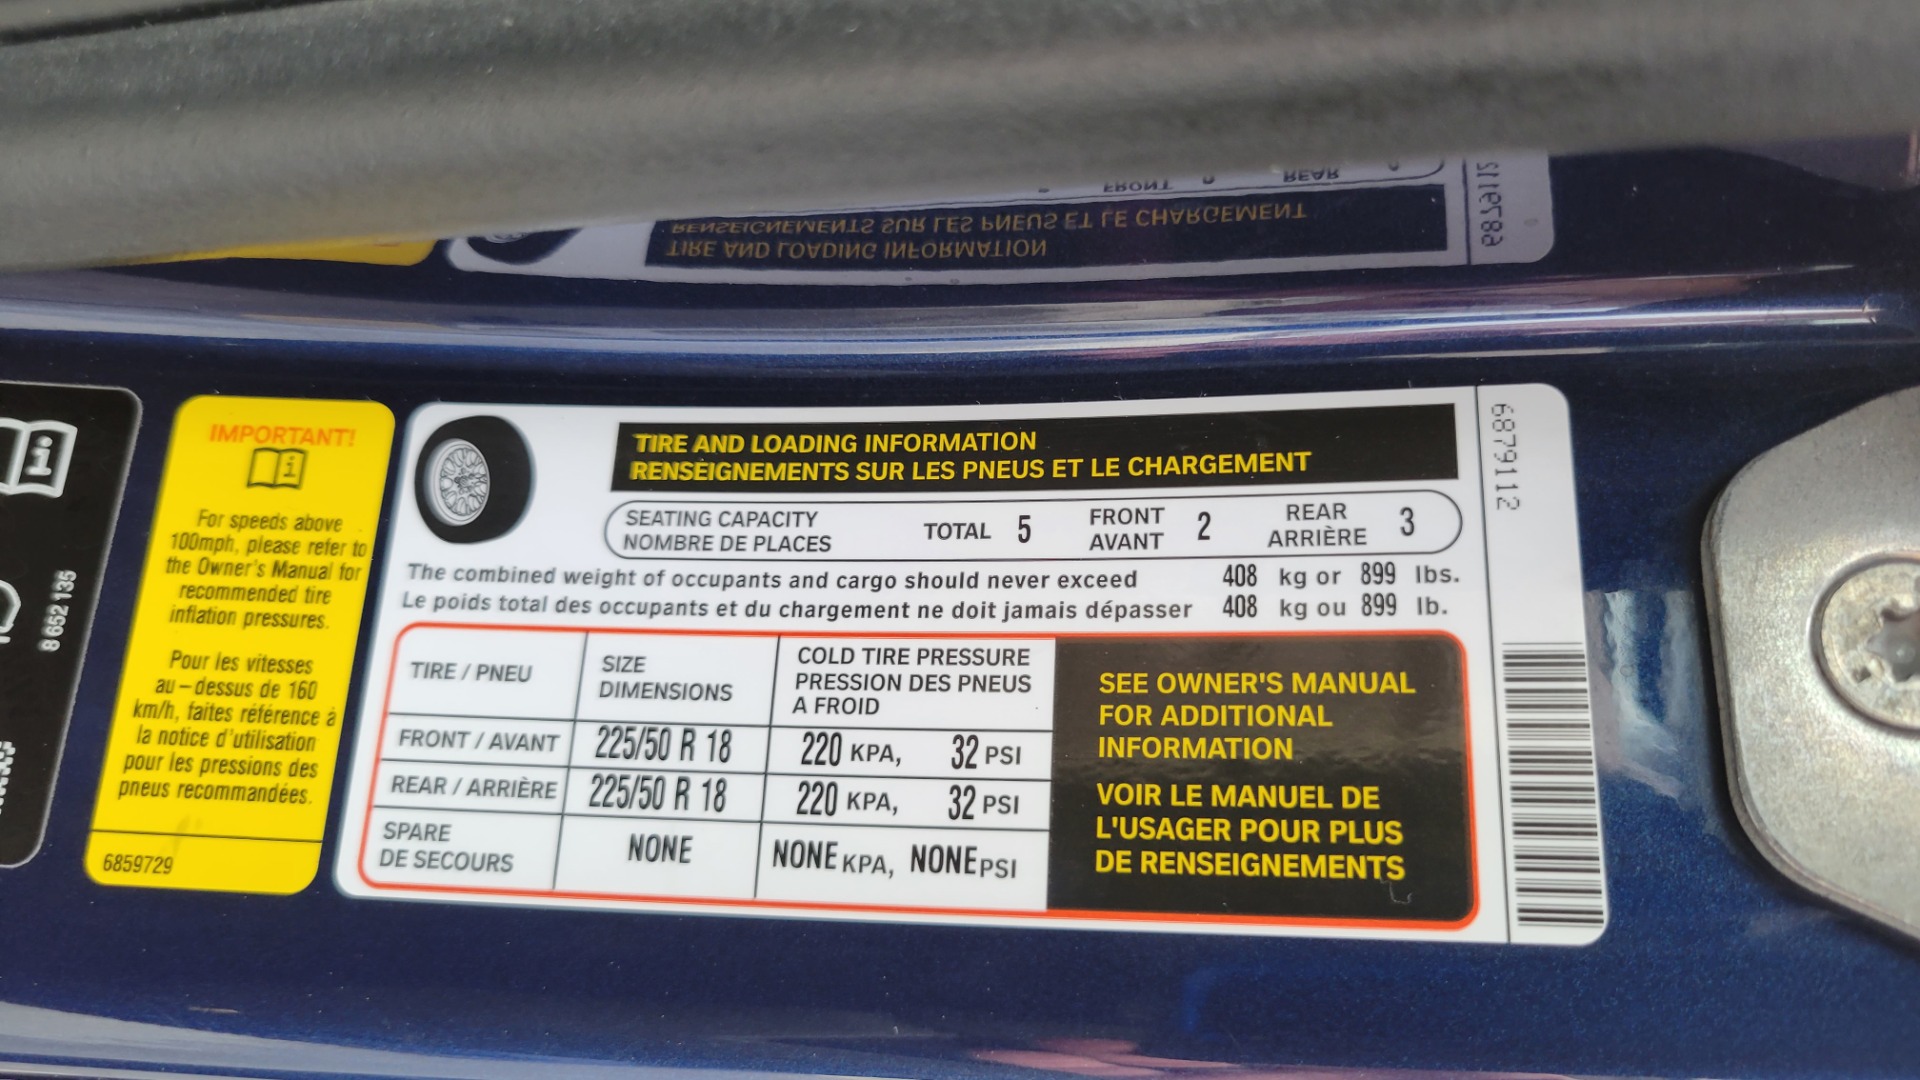 RENSEIGNEMENTS SUR LES PNEUS ET LE CHARGEMENT
TIRE AND LOADING INFORMATION
FRONT
REAR
6879112
8652135
IMPORTANT!
For speeds above
100mph, please refer to
the Owner's Manual for
recommended tire
inflation pressures.
Pour les vitesses
au-dessus de 160
km/h, faites référence à
la notice d'utilisation
pour les pressions des
pneus recommandées.
6859729
TIRE AND LOADING INFORMATION
RENSEIGNEMENTS SUR LES PNEUS ET LE CHARGEMENT
SEATING CAPACITY TOTAL 5 FRONT 2 REAR 3
NOMBRE DE PLACES AVANT ARRIÈRE
The combined weight of occupants and cargo should never exceed 408 kg or 899 lbs.
Le poids total des occupants et du chargement ne doit jamais dépasser 408 kg ou 899 lb.
TIRE / PNEU SIZE DIMENSIONS COLD TIRE PRESSURE
PRESSION DES PNEUS
A FROID
FRONT / AVANT 225/50 R 18 220 KPA, 32 PSI
REAR / ARRIÈRE 225/50 R 18 220 KPA, 32 PSI
SPARE
DE SECOURS NONE NONE KPA, NONE PSI
SEE OWNER'S MANUAL
FOR ADDITIONAL
INFORMATION
VOIR LE MANUEL DE
L'USAGER POUR PLUS
DE RENSEIGNEMENTS
6879112